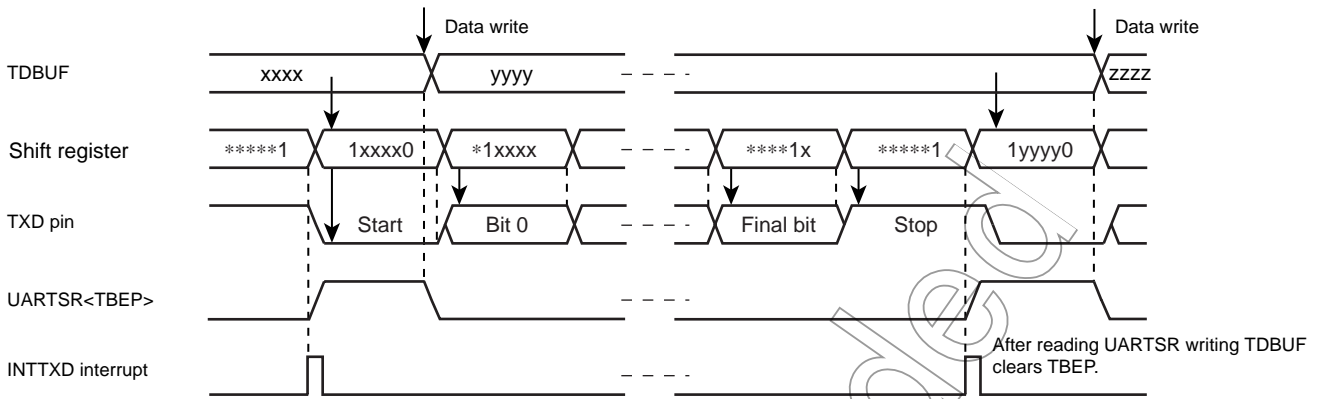 Data write Data write
TDBUF xxxx yyyy zzzz
Shift register *****1 1xxxx0 *1xxxx ****1x *****1 1yyyy0
TXD pin Start Bit 0 Final bit Stop
UARTSR<TBEP>
After reading UARTSR writing TDBUF
INTTXD interrupt clears TBEP.